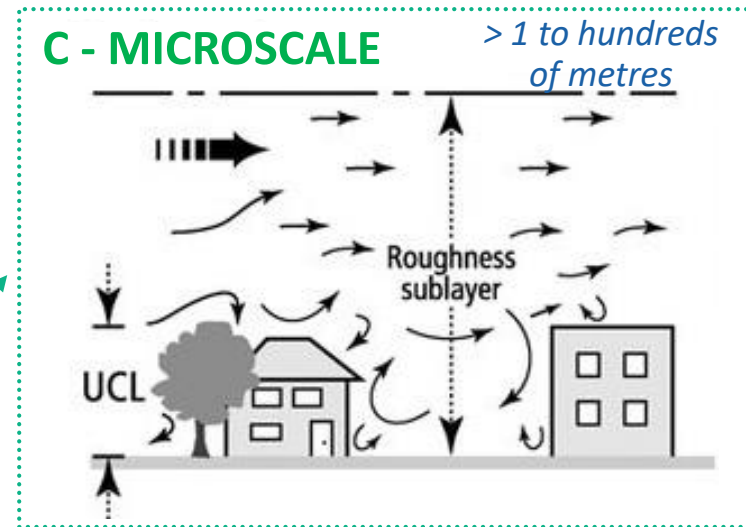 C - MICROSCALE
> 1 to hundreds
of metres
Roughness
sublayer
UCL